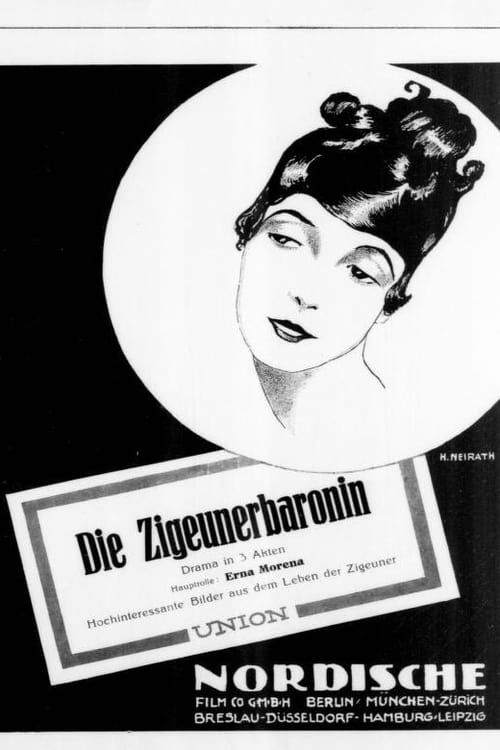 H. NEIRATH
Die Zigeunerbaronin
Drama in 3 Akten
Hauptrolle: Erna Morena
Hochinteressante Bilder aus dem Leben der Zigeuner
UNION
NORDISCHE
FILM CO G·M·B·H BERLIN/MÜNCHEN-ZÜRICH
BRESLAU-DÜSSELDORF-HAMBURG/LEIPZIG